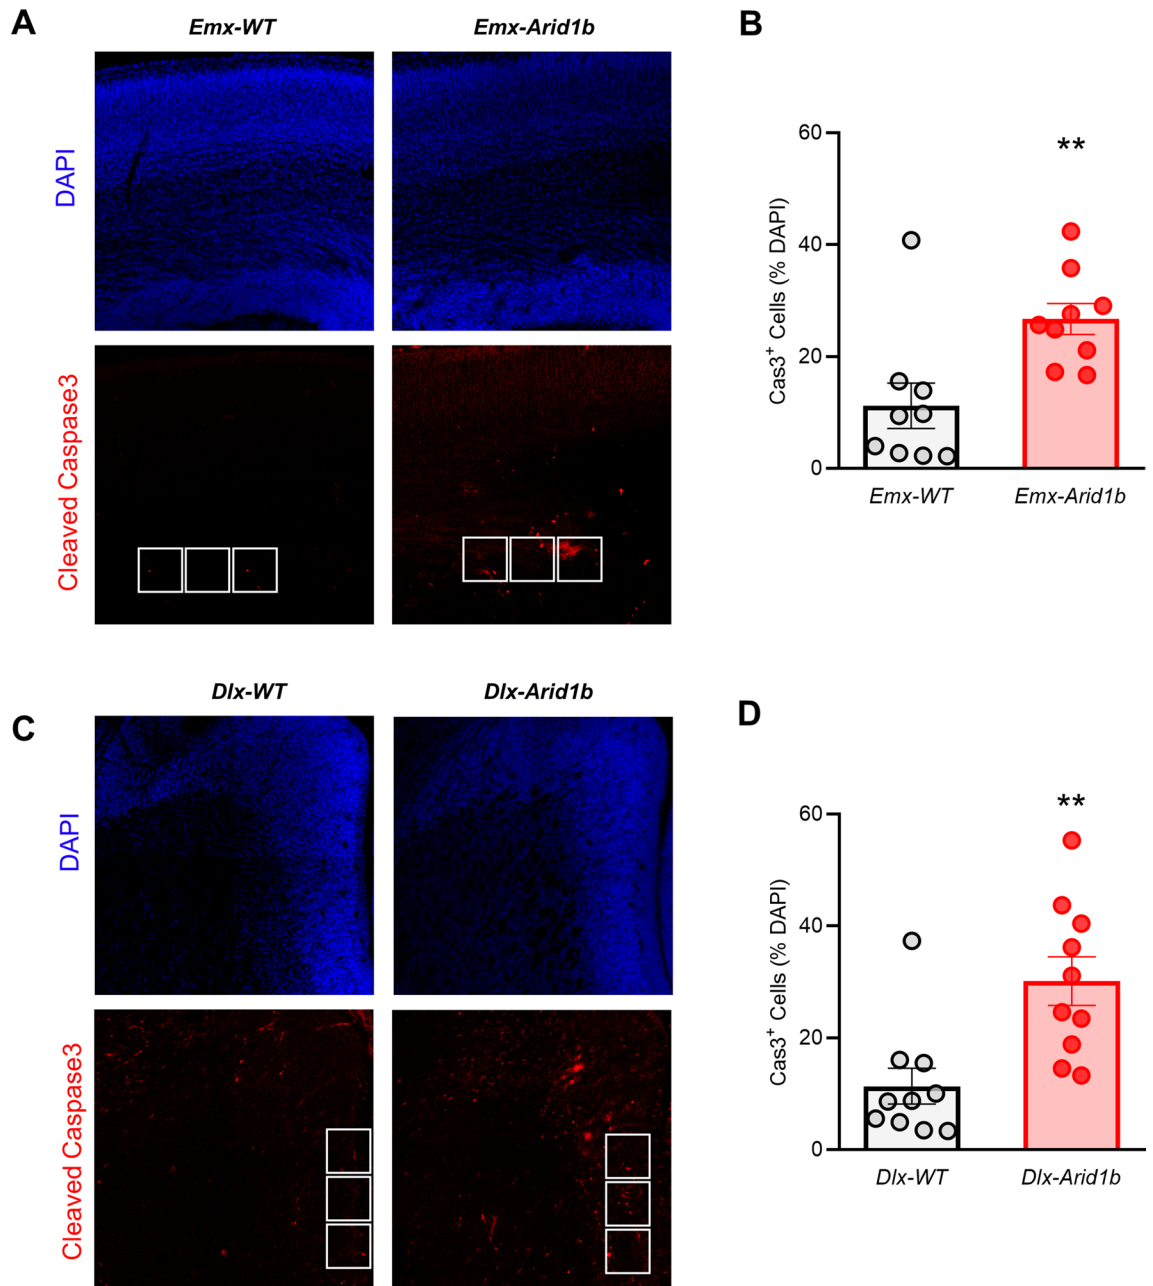 A
Emx-WT
Emx-Arid1b
DAPI
Cleaved Caspase3
B
Cas3⁺ Cells (% DAPI)
60
40
20
0
**
Emx-WT
Emx-Arid1b
C
Dlx-WT
Dlx-Arid1b
DAPI
Cleaved Caspase3
D
Cas3⁺ Cells (% DAPI)
60
40
20
0
**
Dlx-WT
Dlx-Arid1b